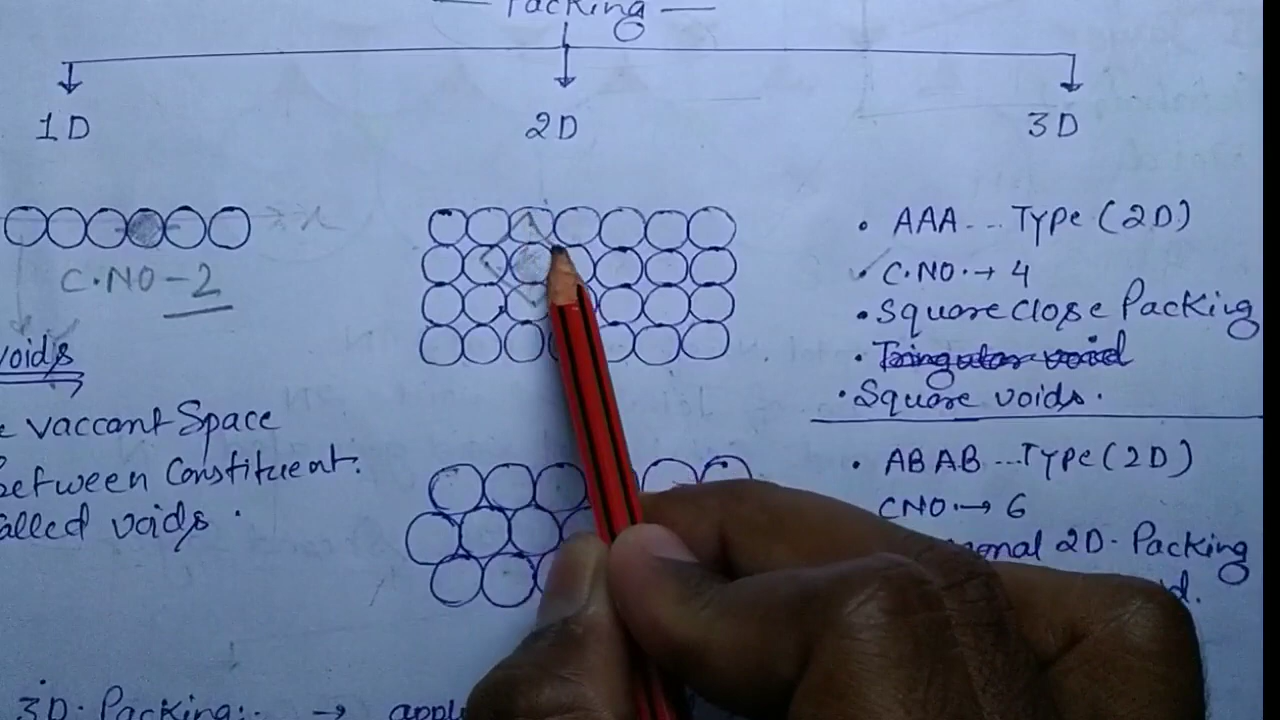 Packing
1D
2D
3D
C.NO-2
voids
vaccant Space
Between Constituent.
alled voids.
• AAA... Type (2D)
C.NO.→ 4
• Square Close Packing
• Triangular void
• Square voids.
• ABAB ...Type (2D)
CNO.→ 6
onal 2D. Packing
d.
3D. Packing:. →